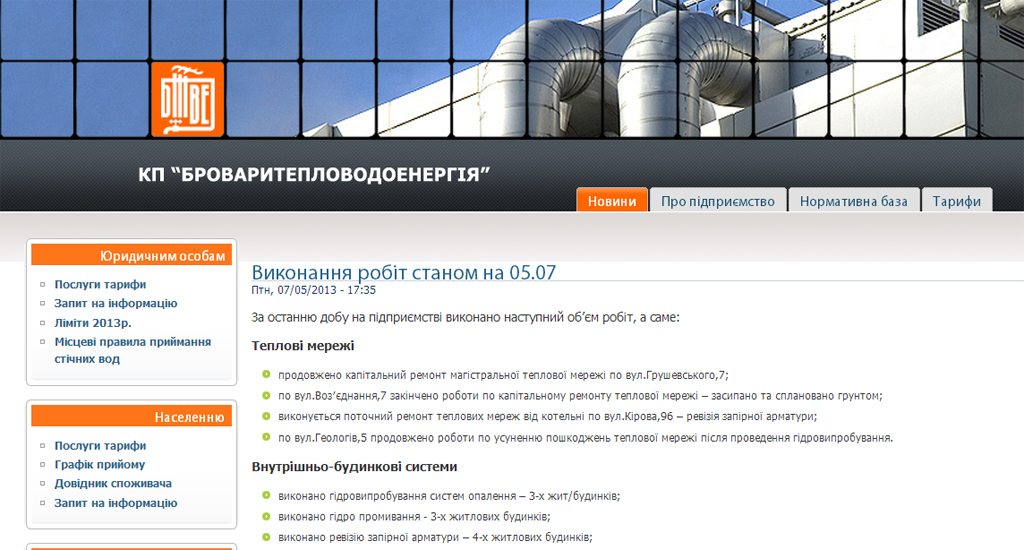 БТВЕ
КП “БРОВАРИТЕПЛОВОДОЕНЕРГІЯ”
Новини
Про підприємство
Нормативна база
Тарифи
Юридичним особам
Послуги тарифи
Запит на інформацію
Ліміти 2013р.
Місцеві правила приймання
стічних вод
Населенню
Послуги тарифи
Графік прийому
Довідник споживача
Запит на інформацію
Виконання робіт станом на 05.07
Птн, 07/05/2013 - 17:35
За останню добу на підприємстві виконано наступний об’єм робіт, а саме:
Теплові мережі
продовжено капітальний ремонт магістральної теплової мережі по вул.Грушевського,7;
по вул.Воз’єднання,7 закінчено роботи по капітальному ремонту теплової мережі – засипано та сплановано грунтом;
виконується поточний ремонт теплових мереж від котельні по вул.Кірова,96 – ревізія запірної арматури;
по вул.Геологів,5 продовжено роботи по усуненню пошкоджень теплової мережі після проведення гідровипробування.
Внутрішньо-будинкові системи
виконано гідровипробування систем опалення – 3-х жит/будинків;
виконано гідро промивання - 3-х житлових будинків;
виконано ревізію запірної арматури – 4-х житлових будинків;